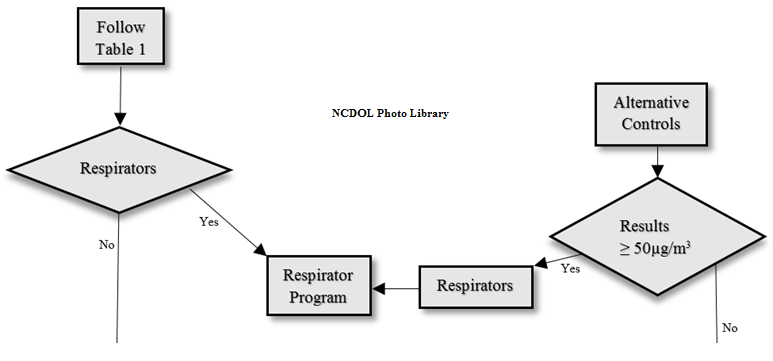 Follow
Table 1
NCDOL Photo Library
Alternative
Controls
Respirators
Results
≥ 50µg/m³
Yes
No
Yes
Respirator
Program
Respirators
No